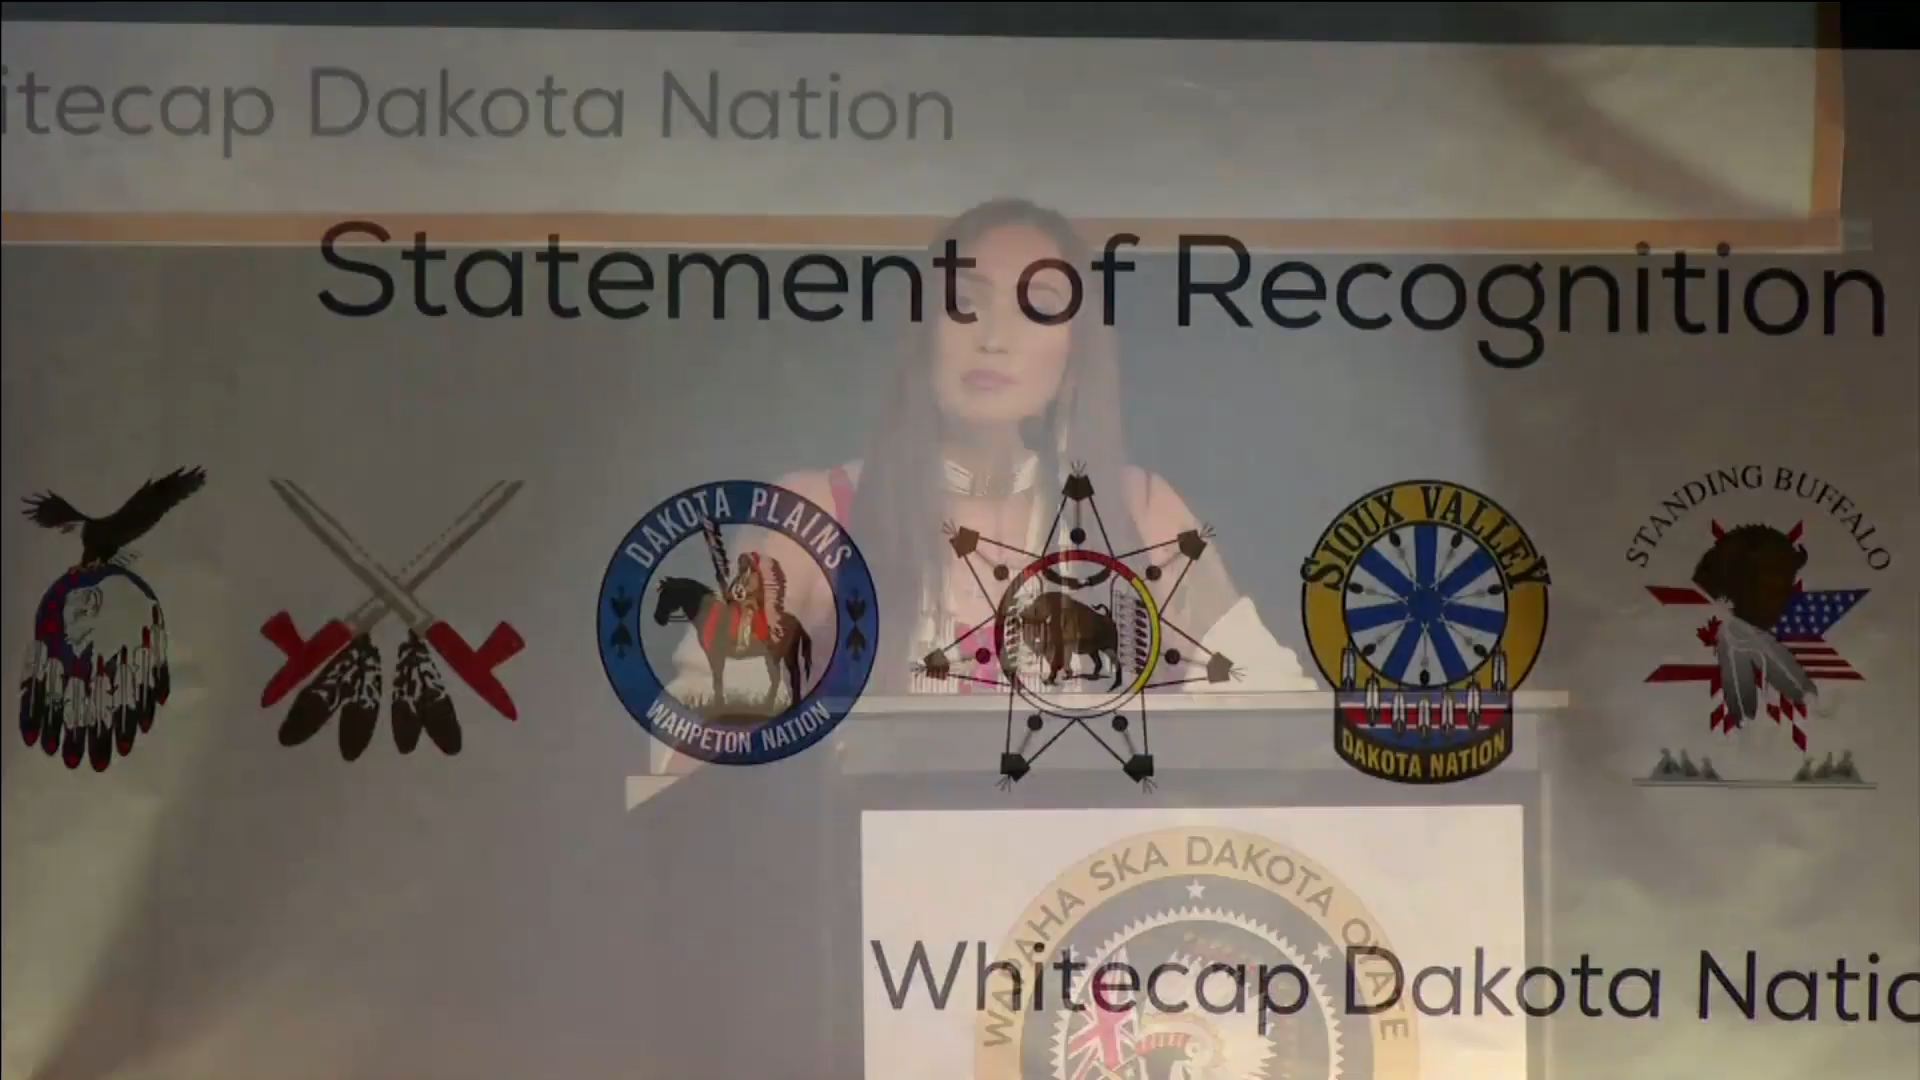 itecap Dakota Nation
Statement of Recognition
DAKOTA PLAINS
WAHPETON NATION
SIOUX VALLEY
DAKOTA NATION
STANDING BUFFALO
WAPAHA SKA DAKOTA OYATE
Whitecap Dakota Natio